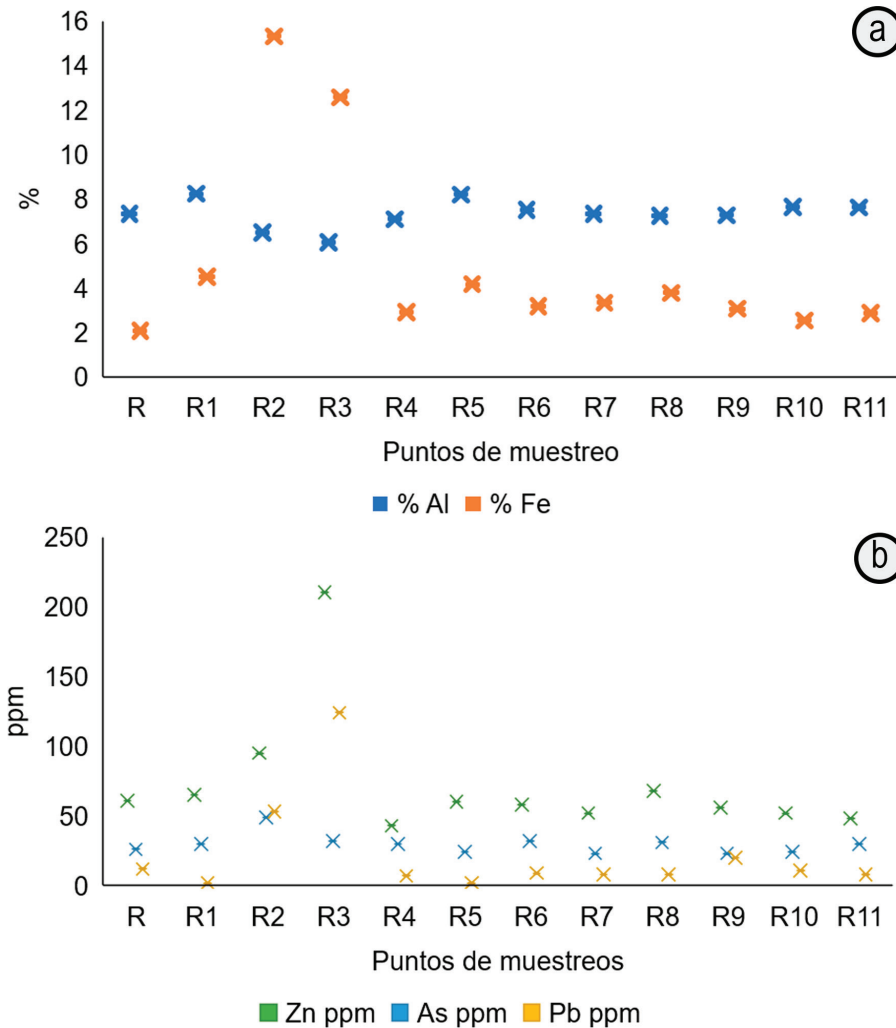 a
16
14
12
10
8
6
4
2
0
%
R R1 R2 R3 R4 R5 R6 R7 R8 R9 R10 R11
Puntos de muestreo
% Al % Fe
b
250
200
150
100
50
0
ppm
R R1 R2 R3 R4 R5 R6 R7 R8 R9 R10 R11
Puntos de muestreos
Zn ppm As ppm Pb ppm